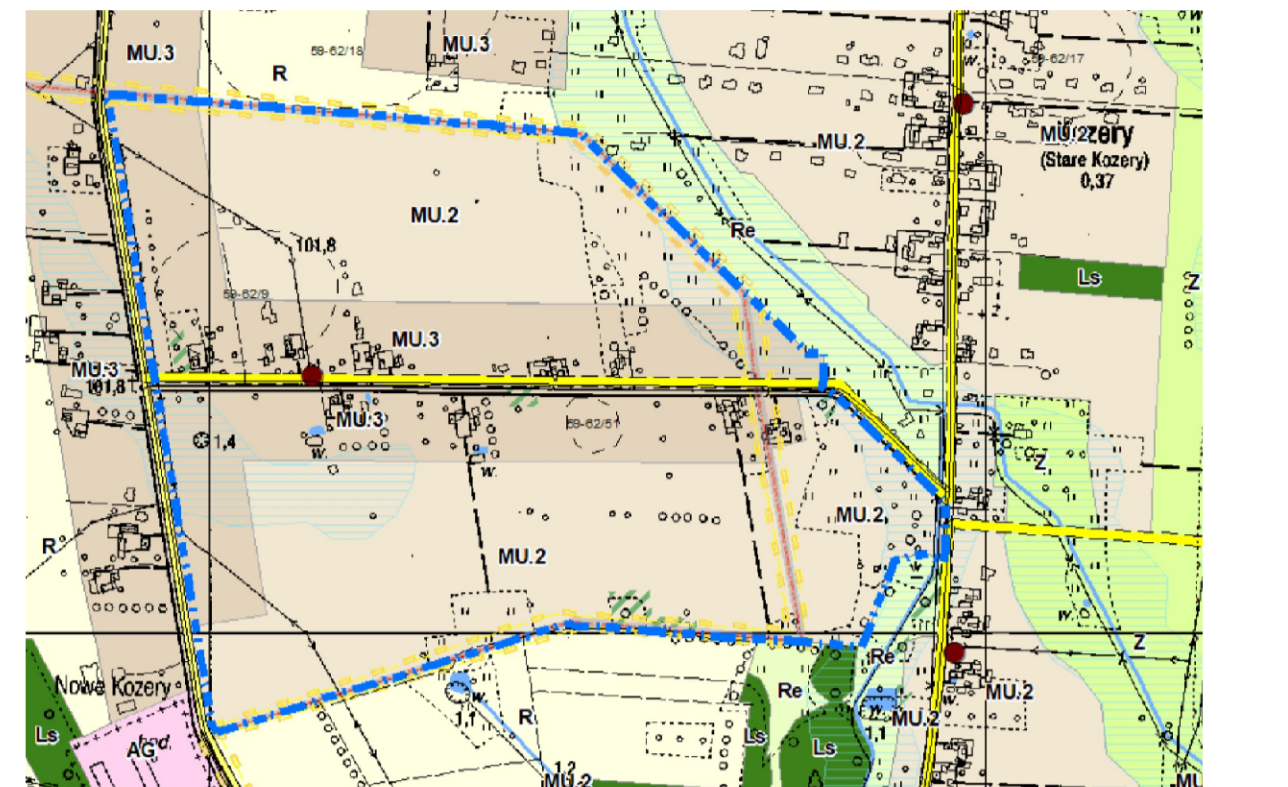 MU.3
MU.3
59-62/18
R
w.
w.
59-62/17
MU.2
MU.2
Kozery
(Stare Kozery)
0,37
MU.2
Re
101,8
Ls
Z
59-62/9
MU.3
MU.3
101,8
MU.3
59-62/51
1,4
w.
w.
Z
MU.2
R
MU.2
w.
Z
Re
Nowe Kozery
Re
MU.2
w.
w.
MU.2
1,1
R
1,1
Ls
AG
Ls
Ls
1,2
MU.2
MU